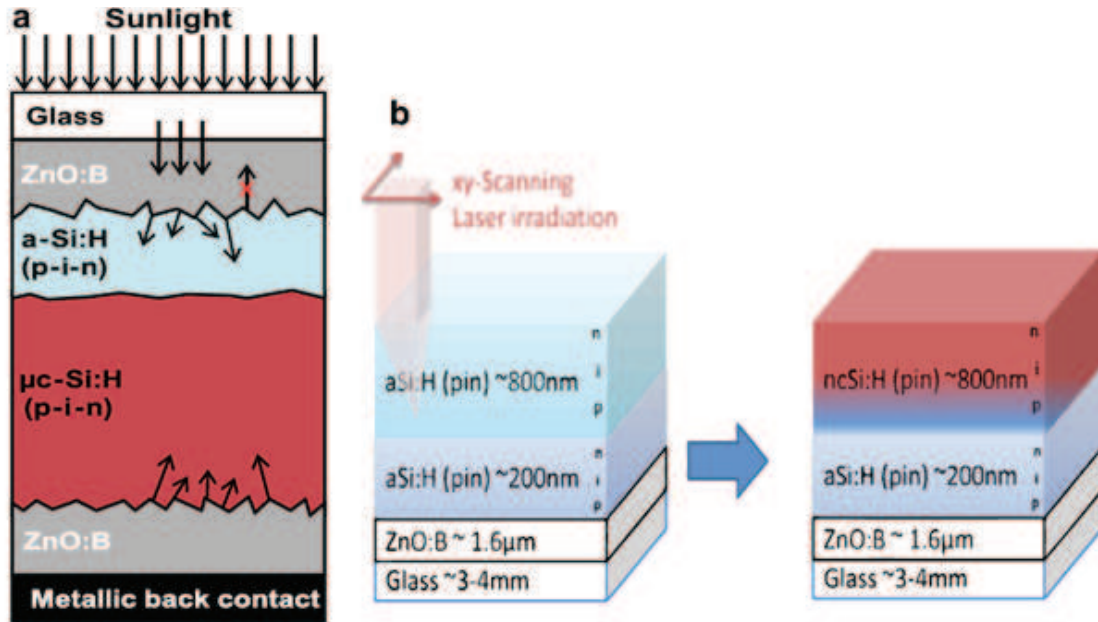 a
Sunlight
Glass
ZnO:B
a-Si:H
(p-i-n)
µc-Si:H
(p-i-n)
ZnO:B
Metallic back contact
b
xy-Scanning
Laser irradiation
aSi:H (pin) ~800nm
n
i
p
aSi:H (pin) ~200nm
n
i
p
ZnO:B ~ 1.6µm
Glass ~3-4mm
ncSi:H (pin) ~800nm
n
i
p
aSi:H (pin) ~200nm
n
i
p
ZnO:B ~ 1.6µm
Glass ~3-4mm